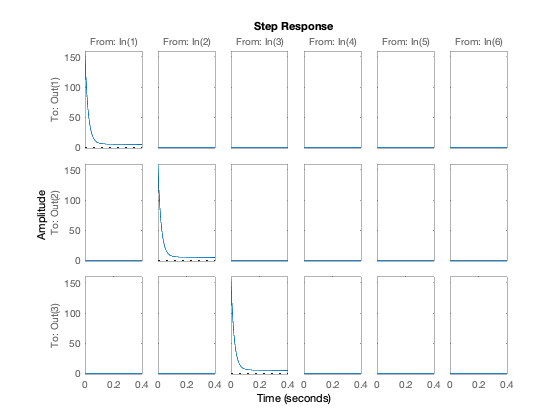 Step Response
From: In(1) From: In(2) From: In(3) From: In(4) From: In(5) From: In(6)
150
100
50
0
To: Out(1)
150
100
50
0
To: Out(2)
Amplitude
150
100
50
0
To: Out(3)
0 0.2 0.4 0 0.2 0.4 0 0.2 0.4 0 0.2 0.4 0 0.2 0.4 0 0.2 0.4
Time (seconds)